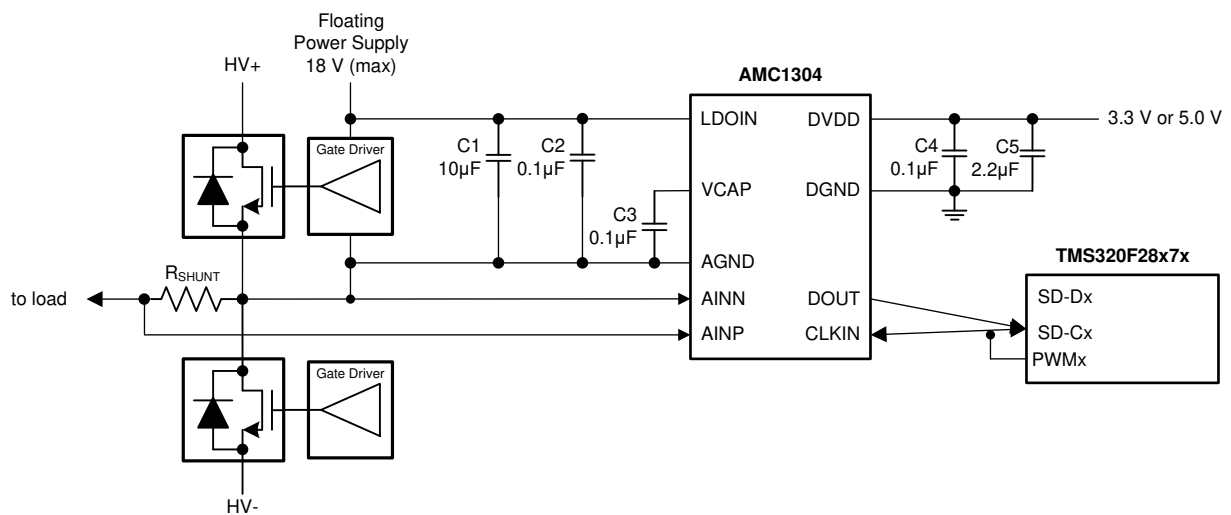 Floating
Power Supply
18 V (max)
HV+
AMC1304
LDOIN
DVDD
3.3 V or 5.0 V
Gate Driver
C1
10µF
C2
0.1µF
C4
0.1µF
C5
2.2µF
VCAP
DGND
C3
0.1µF
AGND
TMS320F28x7x
RSHUNT
to load
AINN
DOUT
SD-Dx
AINP
CLKIN
SD-Cx
PWMx
Gate Driver
HV-